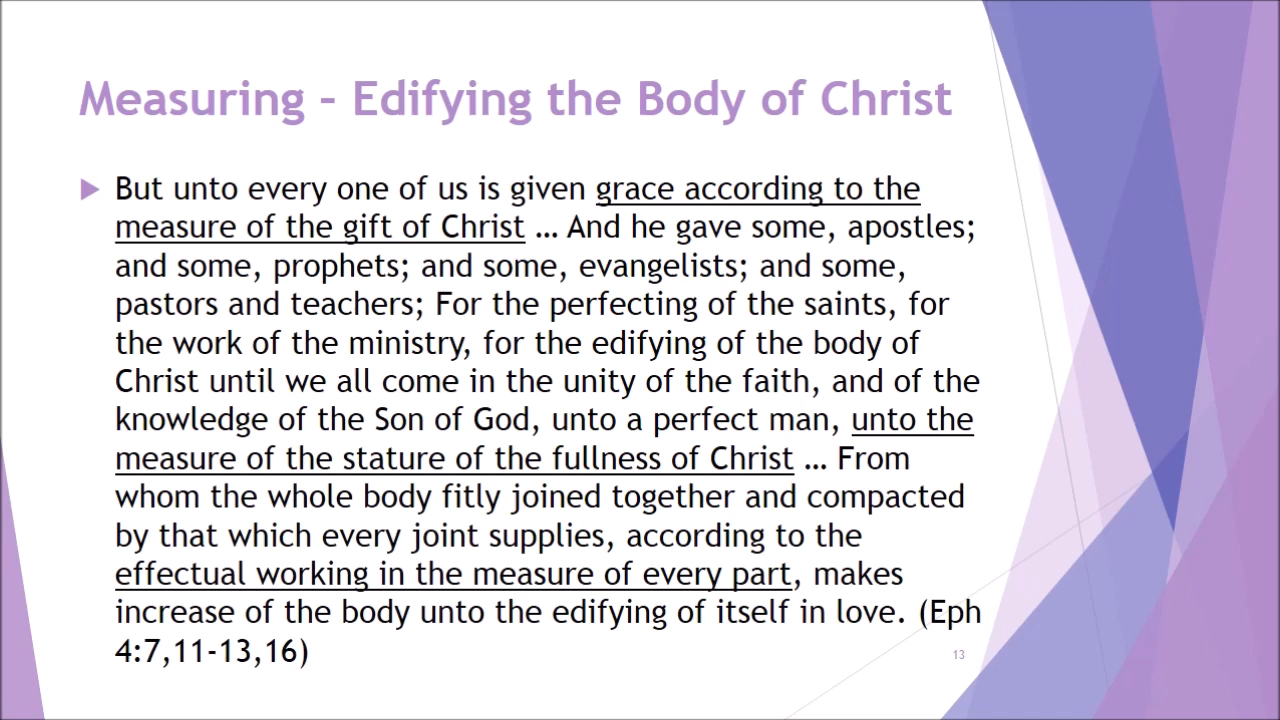 Measuring – Edifying the Body of Christ
But unto every one of us is given grace according to the
measure of the gift of Christ … And he gave some, apostles;
and some, prophets; and some, evangelists; and some,
pastors and teachers; For the perfecting of the saints, for
the work of the ministry, for the edifying of the body of
Christ until we all come in the unity of the faith, and of the
knowledge of the Son of God, unto a perfect man, unto the
measure of the stature of the fullness of Christ … From
whom the whole body fitly joined together and compacted
by that which every joint supplies, according to the
effectual working in the measure of every part, makes
increase of the body unto the edifying of itself in love. (Eph
4:7,11-13,16)
13